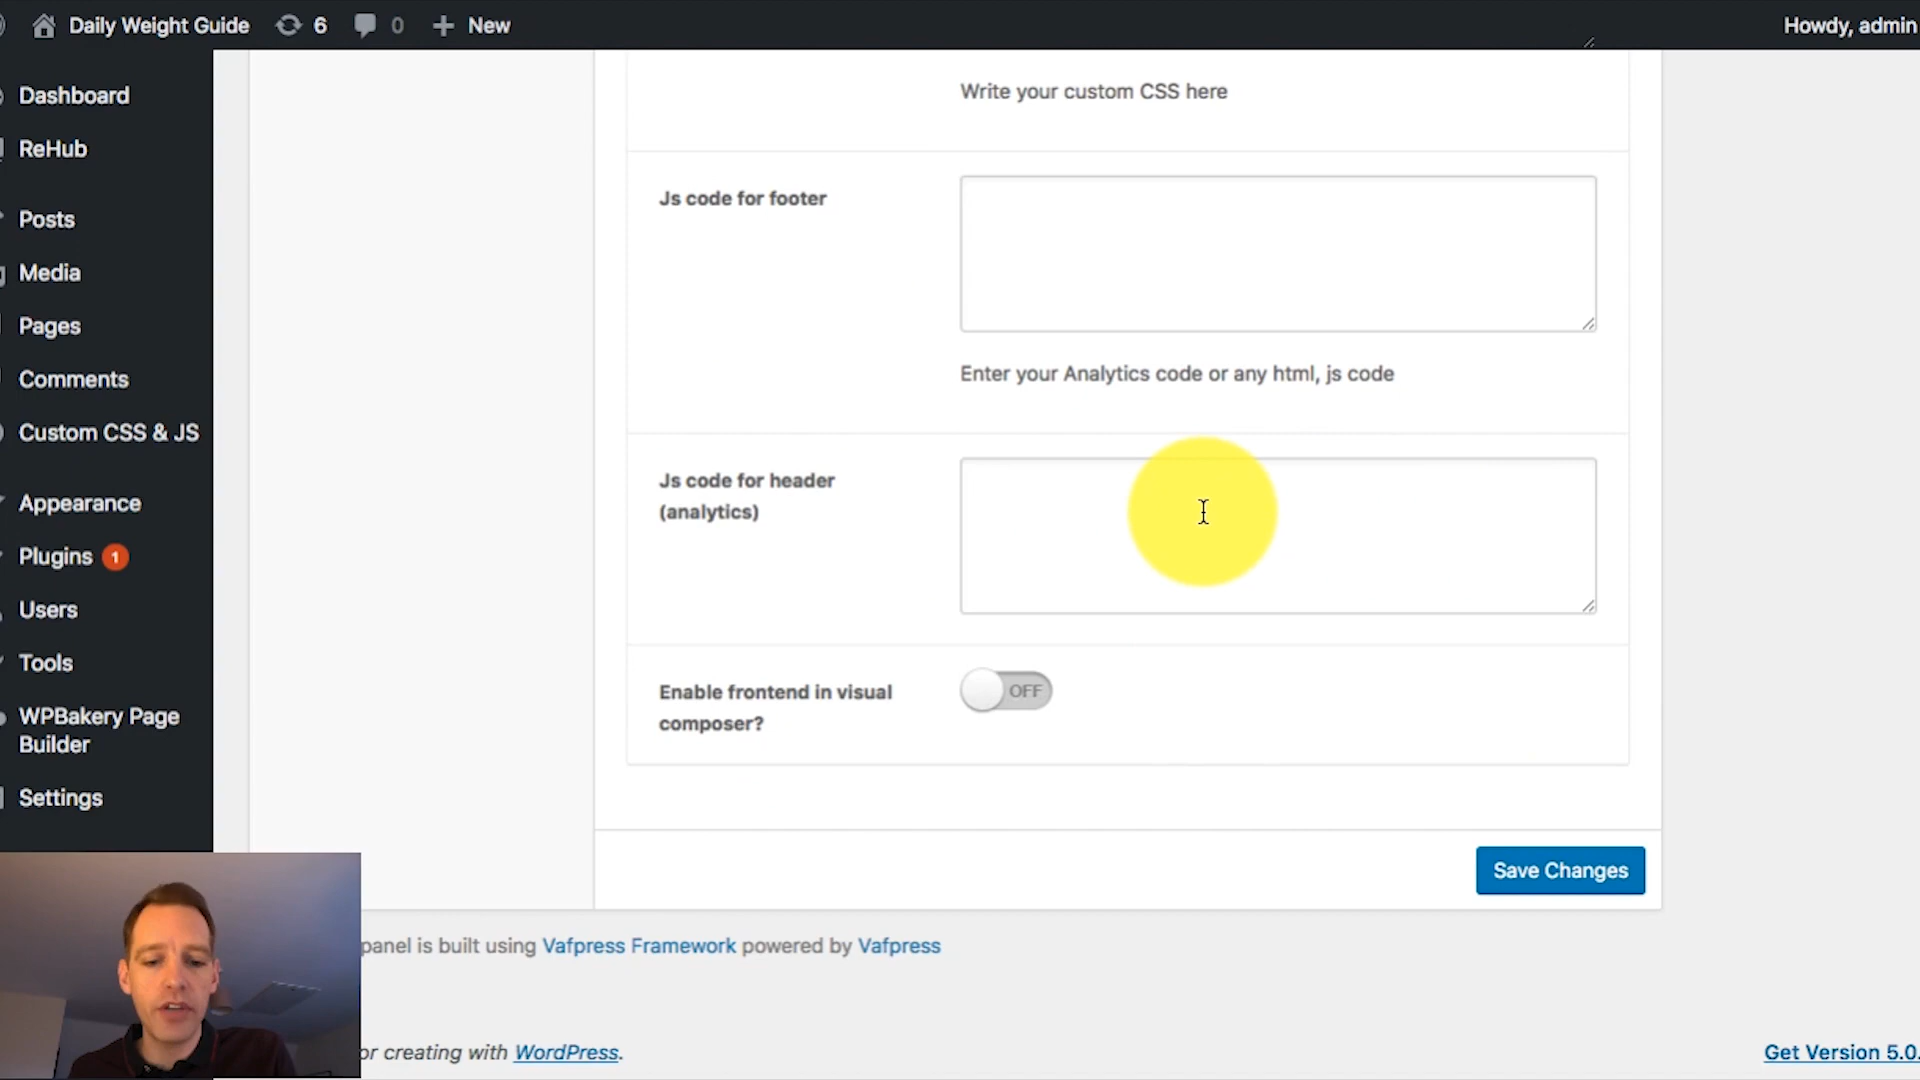 Daily Weight Guide 6 0 New Howdy, admin
Dashboard
ReHub
Posts
Media
Pages
Comments
Custom CSS & JS
Appearance
Plugins 1
Users
Tools
WPBakery Page
Builder
Settings
Write your custom CSS here
Js code for footer
Enter your Analytics code or any html, js code
Js code for header
(analytics)
Enable frontend in visual
composer?
OFF
Save Changes
panel is built using Vafpress Framework powered by Vafpress
or creating with WordPress.
Get Version 5.0.